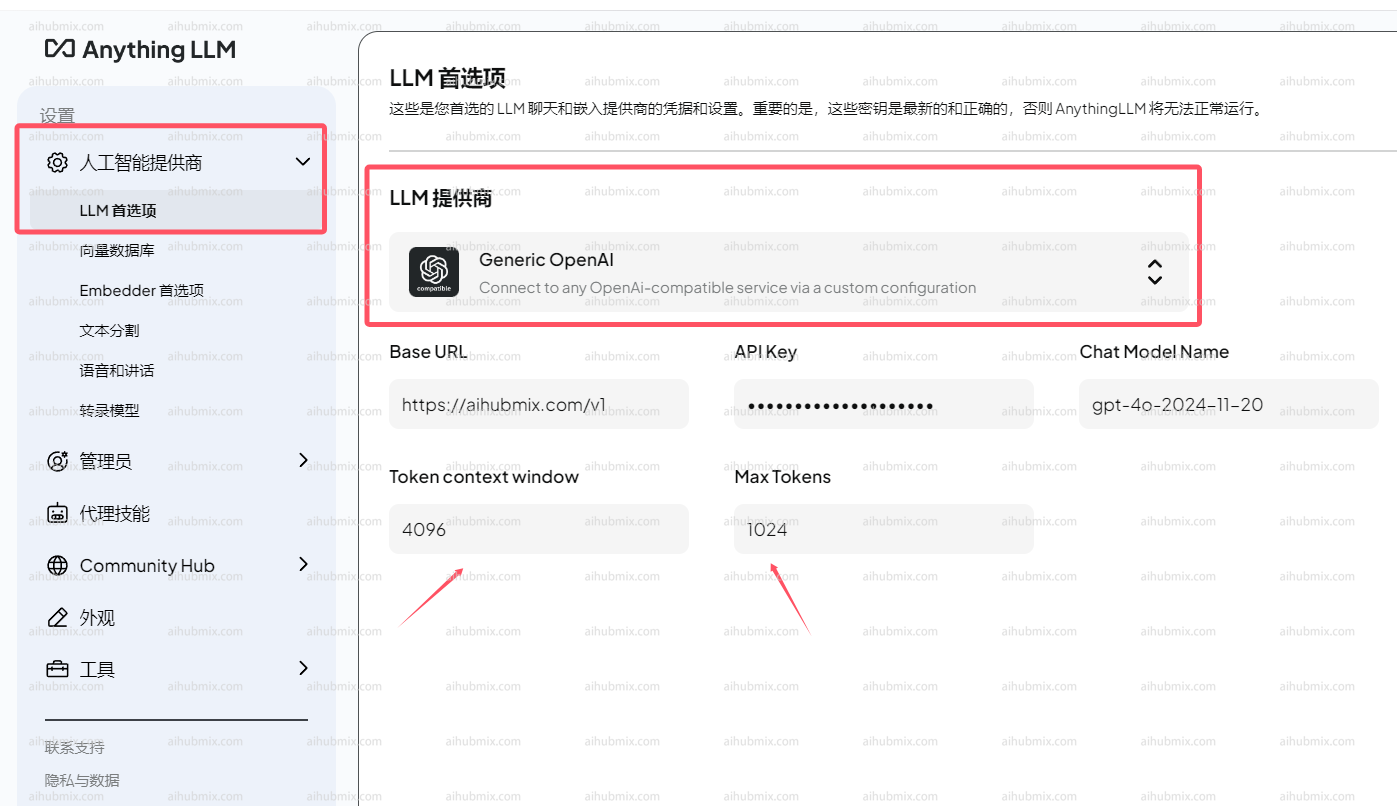 Anything LLM
设置
人工智能提供商
LLM 首选项
向量数据库
Embedder 首选项
文本分割
语音和讲话
转录模型
管理员
代理技能
Community Hub
外观
工具
联系支持
隐私与数据
LLM 首选项
这些是您首选的 LLM 聊天和嵌入提供商的凭据和设置。重要的是，这些密钥是最新的和正确的，否则 AnythingLLM 将无法正常运行。
LLM 提供商
compatible
Generic OpenAI
Connect to any OpenAi-compatible service via a custom configuration
Base URL
API Key
Chat Model Name
https://aihubmix.com/v1
••••••••••••••••••••
gpt-4o-2024-11-20
Token context window
Max Tokens
4096
1024
aihubmix.com